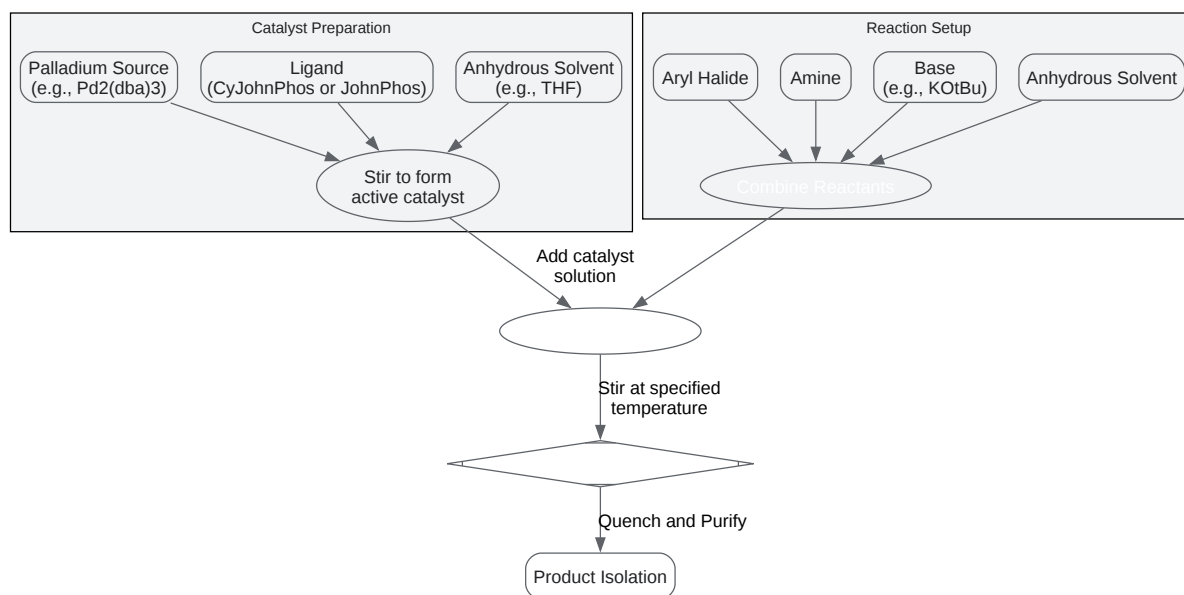 Catalyst Preparation
Reaction Setup
Palladium Source
(e.g., Pd2(dba)3)
Ligand
(CyJohnPhos or JohnPhos)
Anhydrous Solvent
(e.g., THF)
Aryl Halide
Amine
Base
(e.g., KOtBu)
Anhydrous Solvent
Stir to form
active catalyst
Combine Reactants
Add catalyst
solution
Stir at specified
temperature
Quench and Purify
Product Isolation